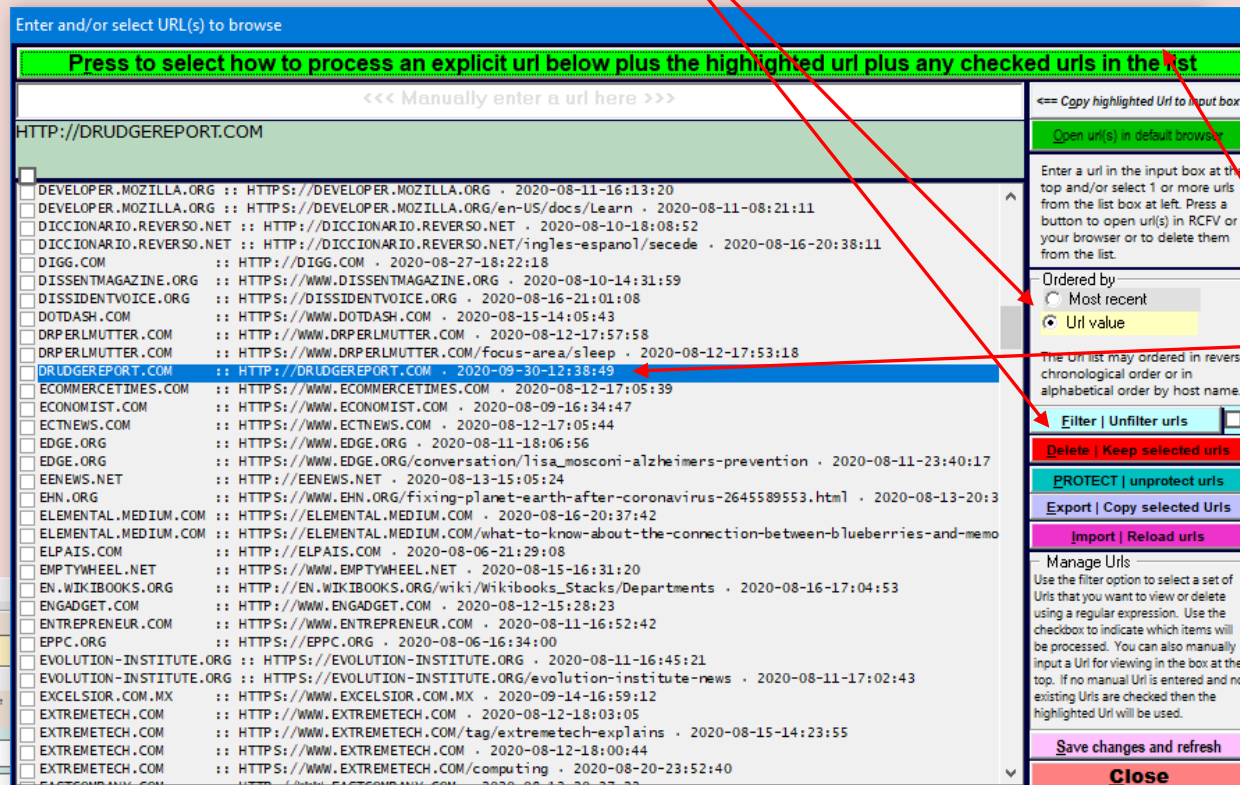 Enter and/or select URL(s) to browse
Press to select how to process an explicit url below plus the highlighted url plus any checked urls in the list
<<< Manually enter a url here >>>
HTTP://DRUDGEREPORT.COM
DEVELOPER.MOZILLA.ORG :: HTTPS://DEVELOPER.MOZILLA.ORG · 2020-08-11-16:13:20
DEVELOPER.MOZILLA.ORG :: HTTPS://DEVELOPER.MOZILLA.ORG/en-US/docs/Learn · 2020-08-11-08:21:11
DICCIONARIO.REVERSO.NET :: HTTP://DICCIONARIO.REVERSO.NET · 2020-08-10-18:08:52
DICCIONARIO.REVERSO.NET :: HTTP://DICCIONARIO.REVERSO.NET/ingles-espanol/secede · 2020-08-16-20:38:11
DIGG.COM :: HTTP://DIGG.COM · 2020-08-27-18:22:18
DISSENTMAGAZINE.ORG :: HTTPS://WWW.DISSENTMAGAZINE.ORG · 2020-08-10-14:31:59
DISSIDENTVOICE.ORG :: HTTPS://DISSIDENTVOICE.ORG · 2020-08-16-21:01:08
DOTDASH.COM :: HTTPS://WWW.DOTDASH.COM · 2020-08-15-14:05:43
DRPERLMUTTER.COM :: HTTP://WWW.DRPERLMUTTER.COM · 2020-08-12-17:57:58
DRPERLMUTTER.COM :: HTTPS://WWW.DRPERLMUTTER.COM/focus-area/sleep · 2020-08-12-17:53:18
DRUDGEREPORT.COM :: HTTP://DRUDGEREPORT.COM · 2020-09-30-12:38:49
ECOMMERCETIMES.COM :: HTTPS://WWW.ECOMMERCETIMES.COM · 2020-08-12-17:05:39
ECONOMIST.COM :: HTTPS://WWW.ECONOMIST.COM · 2020-08-09-16:34:47
ECTNEWS.COM :: HTTPS://WWW.ECTNEWS.COM · 2020-08-12-17:05:44
EDGE.ORG :: HTTPS://WWW.EDGE.ORG · 2020-08-11-18:06:56
EDGE.ORG :: HTTPS://WWW.EDGE.ORG/conversation/lisa_mosconi-alzheimers-prevention · 2020-08-11-23:40:17
EENEWS.NET :: HTTP://EENEWS.NET · 2020-08-13-15:05:24
EHN.ORG :: HTTPS://WWW.EHN.ORG/fixing-planet-earth-after-coronavirus-2645589553.html · 2020-08-13-20:3
ELEMENTAL.MEDIUM.COM :: HTTPS://ELEMENTAL.MEDIUM.COM · 2020-08-16-20:37:42
ELEMENTAL.MEDIUM.COM :: HTTPS://ELEMENTAL.MEDIUM.COM/what-to-know-about-the-connection-between-blueberries-and-memo
ELPAIS.COM :: HTTP://ELPAIS.COM · 2020-08-06-21:29:08
EMPTYWHEEL.NET :: HTTPS://WWW.EMPTYWHEEL.NET · 2020-08-15-16:31:20
EN.WIKIBOOKS.ORG :: HTTP://EN.WIKIBOOKS.ORG/wiki/Wikibooks_Stacks/Departments · 2020-08-16-17:04:53
ENGADGET.COM :: HTTP://WWW.ENGADGET.COM · 2020-08-12-15:28:23
ENTREPRENEUR.COM :: HTTP://WWW.ENTREPRENEUR.COM · 2020-08-11-16:52:42
EPPC.ORG :: HTTPS://EPPC.ORG · 2020-08-06-16:34:00
EVOLUTION-INSTITUTE.ORG :: HTTPS://EVOLUTION-INSTITUTE.ORG · 2020-08-11-16:45:21
EVOLUTION-INSTITUTE.ORG :: HTTPS://EVOLUTION-INSTITUTE.ORG/evolution-institute-news · 2020-08-11-17:02:43
EXCELSIOR.COM.MX :: HTTPS://WWW.EXCELSIOR.COM.MX · 2020-09-14-16:59:12
EXTREMETECH.COM :: HTTP://WWW.EXTREMETECH.COM · 2020-08-12-18:03:05
EXTREMETECH.COM :: HTTP://WWW.EXTREMETECH.COM/tag/extremetech-explains · 2020-08-15-14:23:55
EXTREMETECH.COM :: HTTPS://WWW.EXTREMETECH.COM · 2020-08-12-18:00:44
EXTREMETECH.COM :: HTTPS://WWW.EXTREMETECH.COM/computing · 2020-08-20-23:52:40
<== Copy highlighted Url to input box
Open url(s) in default browser
Enter a url in the input box at the
top and/or select 1 or more urls
from the list box at left. Press a
button to open url(s) in RCFV or
your browser or to delete them
from the list.
Ordered by
Most recent
Url value
The Url list may ordered in revers
chronological order or in
alphabetical order by host name.
Filter | Unfilter urls
Delete | Keep selected urls
PROTECT | unprotect urls
Export | Copy selected Urls
Import | Reload urls
Manage Urls
Use the filter option to select a set of
Urls that you want to view or delete
using a regular expression. Use the
checkbox to indicate which items will
be processed. You can also manually
input a Url for viewing in the box at the
top. If no manual Url is entered and no
existing Urls are checked then the
highlighted Url will be used.
Save changes and refresh
Close